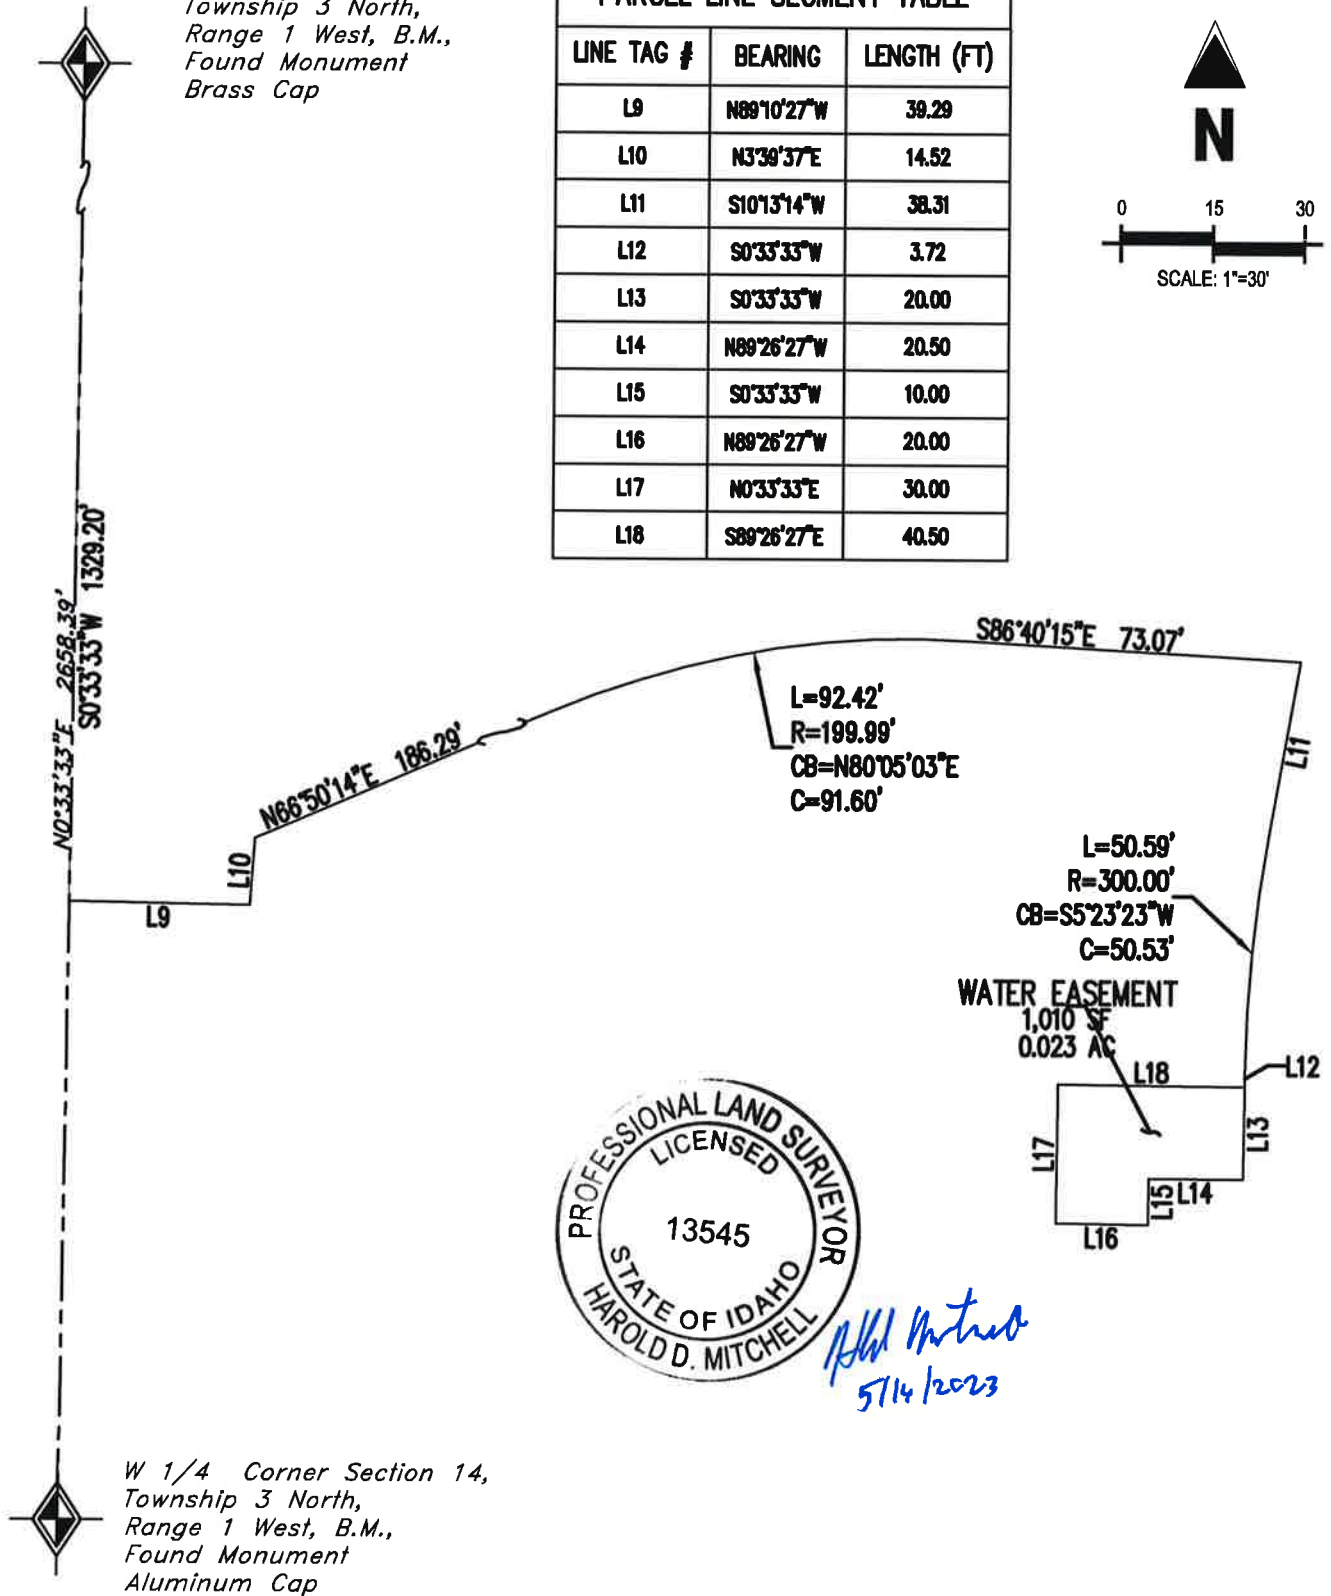 Township 3 North,
Range 1 West, B.M.,
Found Monument
Brass Cap
PARCEL LINE SEGMENT TABLE
LINE TAG # BEARING LENGTH (FT)
L9 N89°10'27"W 39.29
L10 N3°39'37"E 14.52
L11 S10°13'14"W 38.31
L12 S0°33'33"W 3.72
L13 S0°33'33"W 20.00
L14 N89°26'27"W 20.50
L15 S0°33'33"W 10.00
L16 N89°26'27"W 20.00
L17 N0°33'33"E 30.00
L18 S89°26'27"E 40.50
N
0 15 30
SCALE: 1"=30'
N0°33'33"E 2658.39'
S0°33'33"W 1329.20'
L9
L10
N66°50'14"E 186.29'
S86°40'15"E 73.07'
L=92.42'
R=199.99'
CB=N80°05'03"E
C=91.60'
L11
L=50.59'
R=300.00'
CB=S5°23'23"W
C=50.53'
WATER EASEMENT
1,010 SF
0.023 AC
L12
L18
L13
L17
L15
L14
L16
PROFESSIONAL LAND SURVEYOR
LICENSED
13545
STATE OF IDAHO
HAROLD D. MITCHELL
5/14/2023
W 1/4 Corner Section 14,
Township 3 North,
Range 1 West, B.M.,
Found Monument
Aluminum Cap